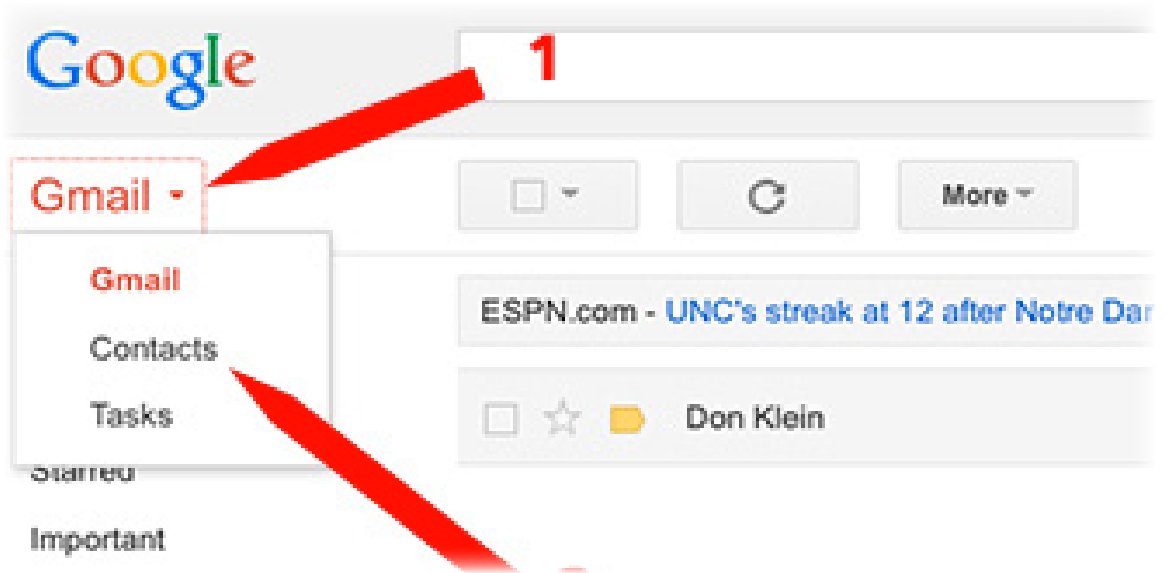 Google
1
Gmail
More
Gmail
Contacts
Tasks
Starred
Important
ESPN.com - UNC's streak at 12 after Notre Dar
Don Klein